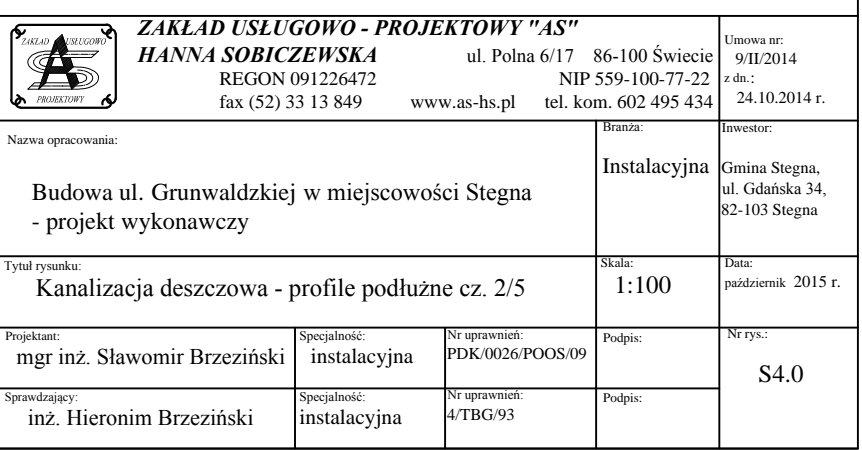 ZAKŁAD USŁUGOWO
AS
PROJEKTOWY
ZAKŁAD USŁUGOWO - PROJEKTOWY "AS"
HANNA SOBICZEWSKA ul. Polna 6/17 86-100 Świecie
REGON 091226472 NIP 559-100-77-22
fax (52) 33 13 849 www.as-hs.pl tel. kom. 602 495 434
Umowa nr:
9/II/2014
z dn.:
24.10.2014 r.
Nazwa opracowania:
Budowa ul. Grunwaldzkiej w miejscowości Stegna
- projekt wykonawczy
Branża:
Instalacyjna
Inwestor:
Gmina Stegna,
ul. Gdańska 34,
82-103 Stegna
Tytuł rysunku:
Kanalizacja deszczowa - profile podłużne cz. 2/5
Skala:
1:100
Data:
październik 2015 r.
Projektant:
mgr inż. Sławomir Brzeziński
Specjalność:
instalacyjna
Nr uprawnień:
PDK/0026/POOS/09
Podpis:
Nr rys.:
S4.0
Sprawdzający:
inż. Hieronim Brzeziński
Specjalność:
instalacyjna
Nr uprawnień:
4/TBG/93
Podpis: